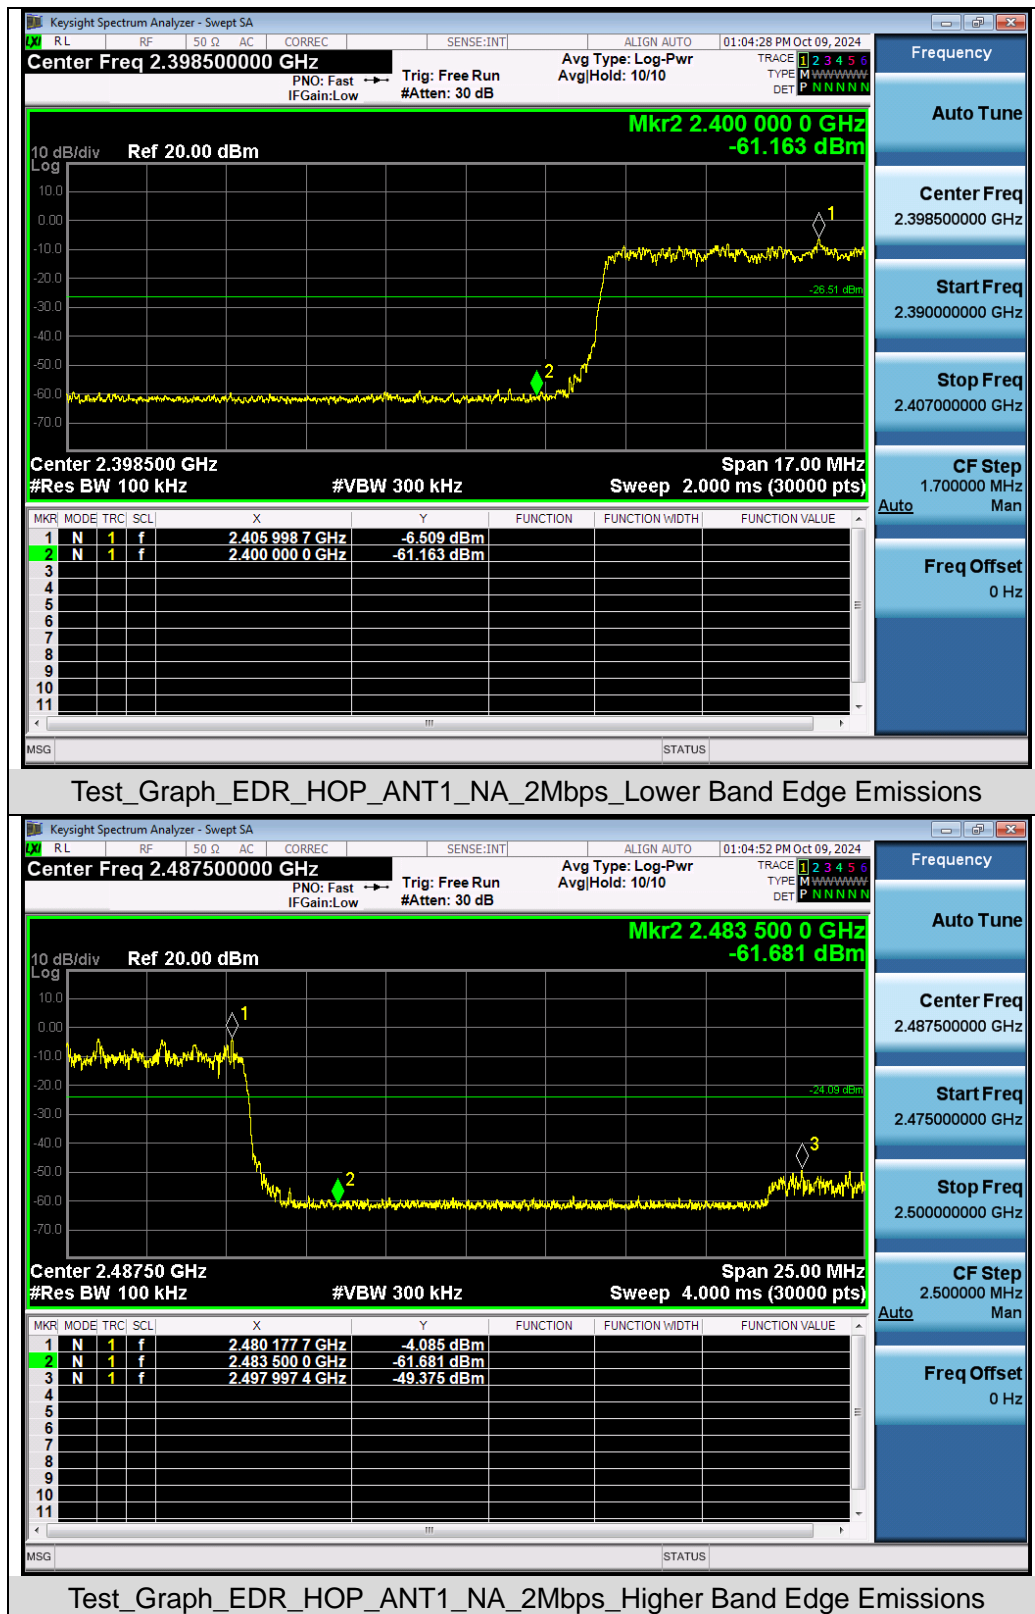 Keysight Spectrum Analyzer - Swept SA
LXI RL RF 50 Ω AC CORREC SENSE:INT ALIGN AUTO 01:04:28 PM Oct 09, 2024
Center Freq 2.398500000 GHz
PNO: Fast
IFGain:Low
Trig: Free Run
#Atten: 30 dB
Avg Type: Log-Pwr
Avg|Hold: 10/10
TRACE 1 2 3 4 5 6
TYPE M W W W W W
DET P N N N N N
Frequency
Auto Tune
Center Freq
2.398500000 GHz
Start Freq
2.390000000 GHz
Stop Freq
2.407000000 GHz
CF Step
1.700000 MHz
Auto Man
Freq Offset
0 Hz
Mkr2 2.400 000 0 GHz
-61.163 dBm
10 dB/div Ref 20.00 dBm
Log
10.0
0.00
-10.0
-20.0
-30.0
-40.0
-50.0
-60.0
-70.0
1
-26.51 dBm
2
Center 2.398500 GHz Span 17.00 MHz
#Res BW 100 kHz #VBW 300 kHz Sweep 2.000 ms (30000 pts)
MKR MODE TRC SCL X Y FUNCTION FUNCTION WIDTH FUNCTION VALUE
1 N 1 f 2.405 998 7 GHz -6.509 dBm
2 N 1 f 2.400 000 0 GHz -61.163 dBm
3
4
5
6
7
8
9
10
11
MSG STATUS
Test_Graph_EDR_HOP_ANT1_NA_2Mbps_Lower Band Edge Emissions
Keysight Spectrum Analyzer - Swept SA
LXI RL RF 50 Ω AC CORREC SENSE:INT ALIGN AUTO 01:04:52 PM Oct 09, 2024
Center Freq 2.487500000 GHz
PNO: Fast
IFGain:Low
Trig: Free Run
#Atten: 30 dB
Avg Type: Log-Pwr
Avg|Hold: 10/10
TRACE 1 2 3 4 5 6
TYPE M W W W W W
DET P N N N N N
Frequency
Auto Tune
Center Freq
2.487500000 GHz
Start Freq
2.475000000 GHz
Stop Freq
2.500000000 GHz
CF Step
2.500000 MHz
Auto Man
Freq Offset
0 Hz
Mkr2 2.483 500 0 GHz
-61.681 dBm
10 dB/div Ref 20.00 dBm
Log
10.0
0.00
-10.0
-20.0
-30.0
-40.0
-50.0
-60.0
-70.0
1
-24.09 dBm
3
2
Center 2.48750 GHz Span 25.00 MHz
#Res BW 100 kHz #VBW 300 kHz Sweep 4.000 ms (30000 pts)
MKR MODE TRC SCL X Y FUNCTION FUNCTION WIDTH FUNCTION VALUE
1 N 1 f 2.480 177 7 GHz -4.085 dBm
2 N 1 f 2.483 500 0 GHz -61.681 dBm
3 N 1 f 2.497 997 4 GHz -49.375 dBm
4
5
6
7
8
9
10
11
MSG STATUS
Test_Graph_EDR_HOP_ANT1_NA_2Mbps_Higher Band Edge Emissions